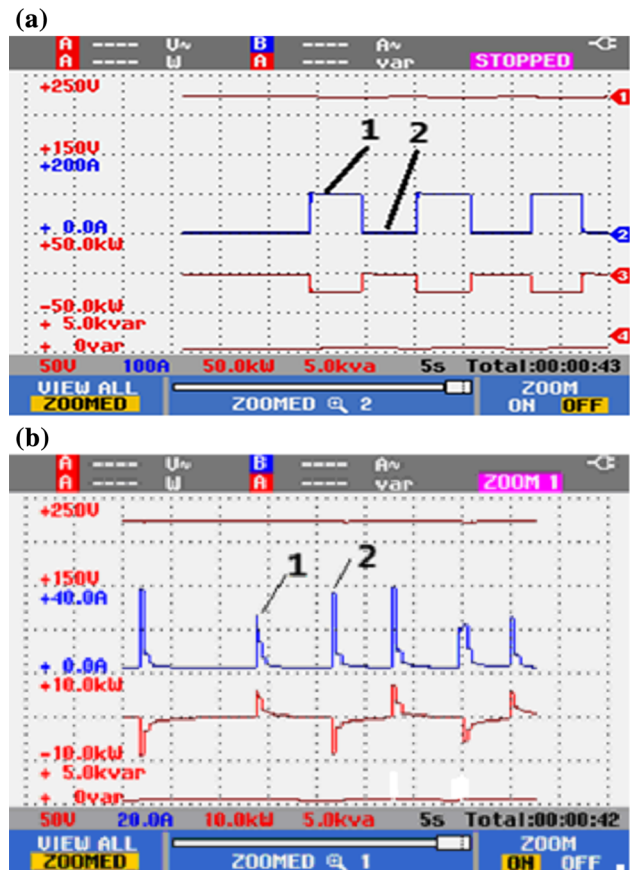 (a)
A ---- V~ B ---- A~
A ---- W A ---- var STOPPED
+250V
1
1 2
+150V
+200A
+ 0.0A
2
+50.0kW
3
-50.0kW
+ 5.0kvar
4
+ 0var
50V 100A 50.0kW 5.0kva 5s Total:00:00:43
VIEW ALL ZOOM
ZOOMED ZOOMED 2 ON OFF
(b)
A ---- V~ B ---- A~
A ---- W A ---- var ZOOM 1
+250V
1 2
+150V
+40.0A
+ 0.0A
+10.0kW
-10.0kW
+ 5.0kvar
+ 0var
50V 20.0A 10.0kW 5.0kva 5s Total:00:00:42
VIEW ALL ZOOM
ZOOMED ZOOMED 1 ON OFF